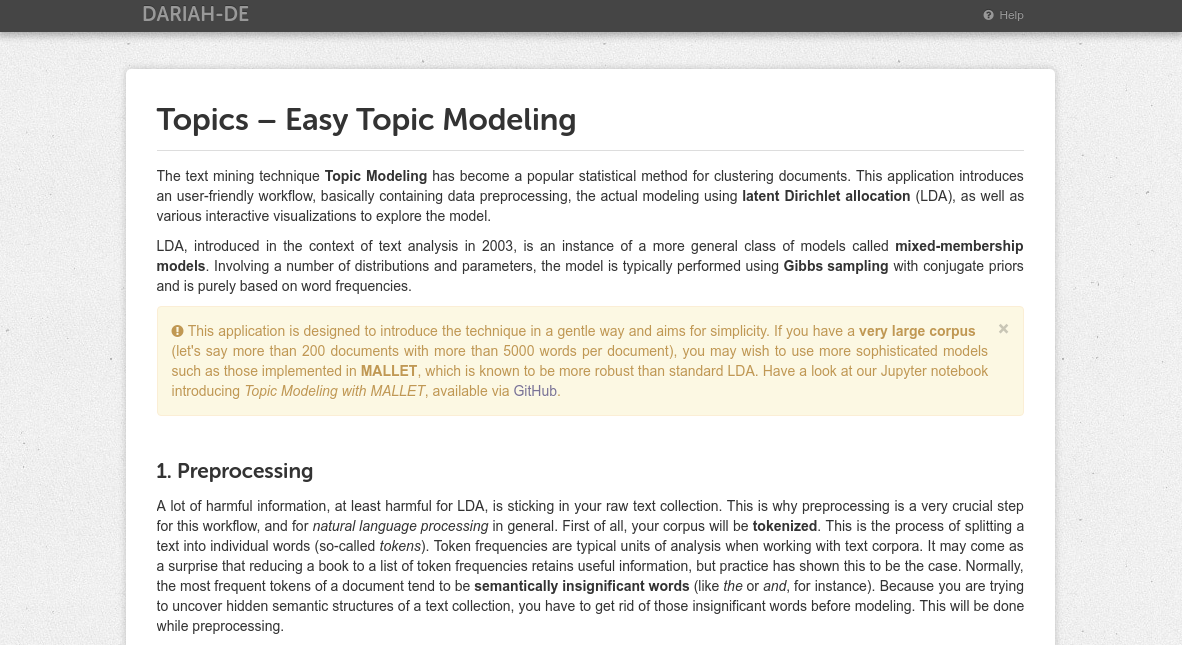 DARIAH-DE
Help
Topics – Easy Topic Modeling
The text mining technique Topic Modeling has become a popular statistical method for clustering documents. This application introduces
an user-friendly workflow, basically containing data preprocessing, the actual modeling using latent Dirichlet allocation (LDA), as well as
various interactive visualizations to explore the model.
LDA, introduced in the context of text analysis in 2003, is an instance of a more general class of models called mixed-membership
models. Involving a number of distributions and parameters, the model is typically performed using Gibbs sampling with conjugate priors
and is purely based on word frequencies.
This application is designed to introduce the technique in a gentle way and aims for simplicity. If you have a very large corpus
(let's say more than 200 documents with more than 5000 words per document), you may wish to use more sophisticated models
such as those implemented in MALLET, which is known to be more robust than standard LDA. Have a look at our Jupyter notebook
introducing Topic Modeling with MALLET, available via GitHub.
1. Preprocessing
A lot of harmful information, at least harmful for LDA, is sticking in your raw text collection. This is why preprocessing is a very crucial step
for this workflow, and for natural language processing in general. First of all, your corpus will be tokenized. This is the process of splitting a
text into individual words (so-called tokens). Token frequencies are typical units of analysis when working with text corpora. It may come as
a surprise that reducing a book to a list of token frequencies retains useful information, but practice has shown this to be the case. Normally,
the most frequent tokens of a document tend to be semantically insignificant words (like the or and, for instance). Because you are trying
to uncover hidden semantic structures of a text collection, you have to get rid of those insignificant words before modeling. This will be done
while preprocessing.